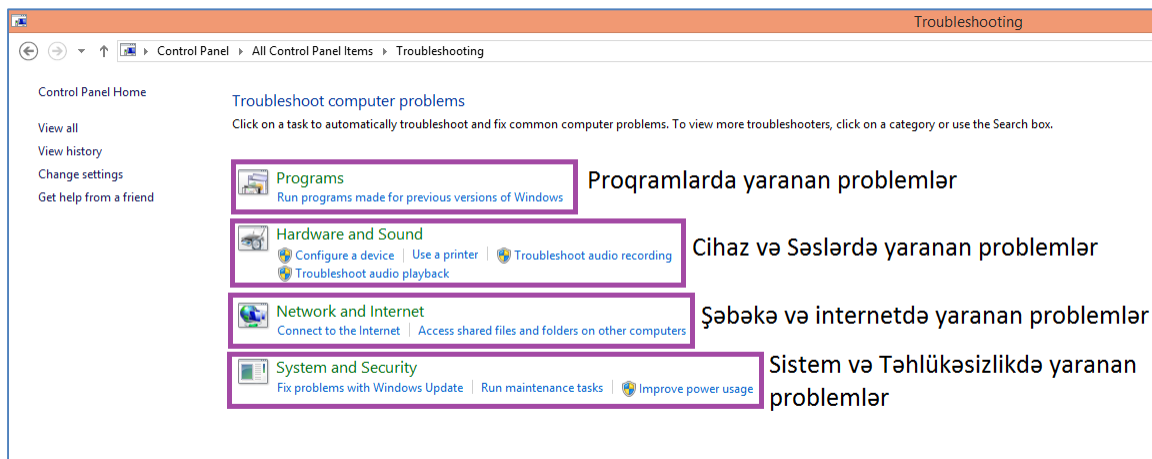 Troubleshooting
Control Panel All Control Panel Items Troubleshooting
Control Panel Home
View all
View history
Change settings
Get help from a friend
Troubleshoot computer problems
Click on a task to automatically troubleshoot and fix common computer problems. To view more troubleshooters, click on a category or use the Search box.
Programs
Run programs made for previous versions of Windows
Proqramlarda yaranan problemlər
Hardware and Sound
Configure a device Use a printer Troubleshoot audio recording
Troubleshoot audio playback
Cihaz və Səslərdə yaranan problemlər
Network and Internet
Connect to the Internet Access shared files and folders on other computers
Şəbəkə və internetdə yaranan problemlər
System and Security
Fix problems with Windows Update Run maintenance tasks Improve power usage
Sistem və Təhlükəsizlikdə yaranan
problemlər